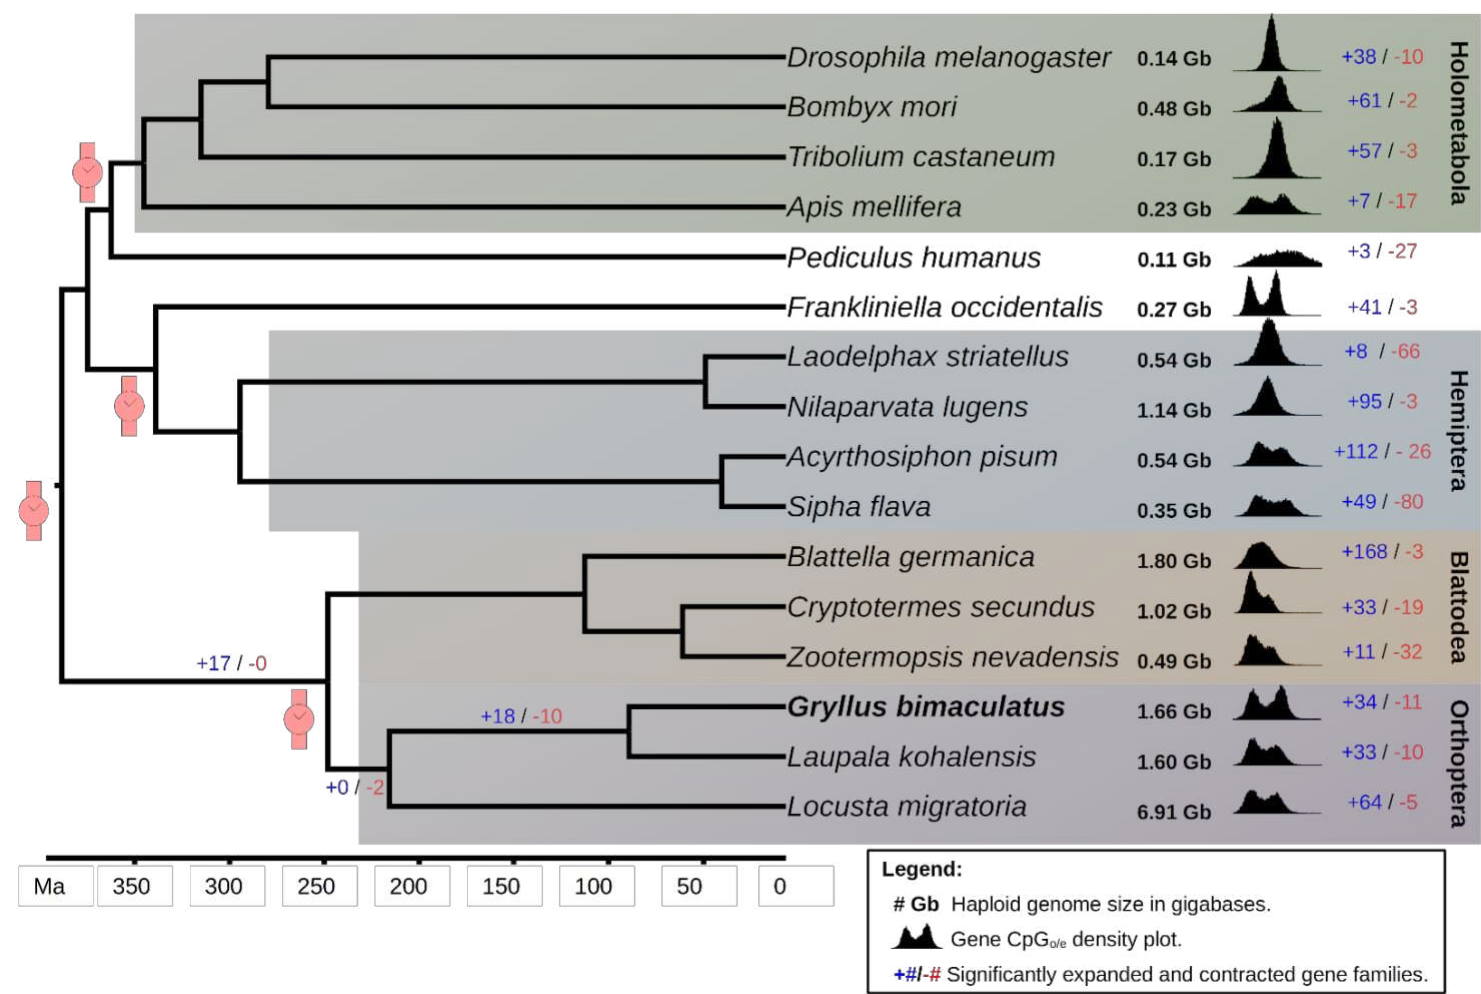 Drosophila melanogaster 0.14 Gb +38 / -10
Bombyx mori 0.48 Gb +61 / -2
Tribolium castaneum 0.17 Gb +57 / -3
Apis mellifera 0.23 Gb +7 / -17
Holometabola
Pediculus humanus 0.11 Gb +3 / -27
Frankliniella occidentalis 0.27 Gb +41 / -3
Laodelphax striatellus 0.54 Gb +8 / -66
Nilaparvata lugens 1.14 Gb +95 / -3
Acyrthosiphon pisum 0.54 Gb +112 / - 26
Sipha flava 0.35 Gb +49 / -80
Hemiptera
Blattella germanica 1.80 Gb +168 / -3
Cryptotermes secundus 1.02 Gb +33 / -19
Zootermopsis nevadensis 0.49 Gb +11 / -32
Blattodea
+17 / -0
Gryllus bimaculatus 1.66 Gb +34 / -11
+18 / -10
Laupala kohalensis 1.60 Gb +33 / -10
+0 / -2
Locusta migratoria 6.91 Gb +64 / -5
Orthoptera
Ma 350 300 250 200 150 100 50 0
Legend:
# Gb Haploid genome size in gigabases.
Gene CpGo/e density plot.
+#/-# Significantly expanded and contracted gene families.